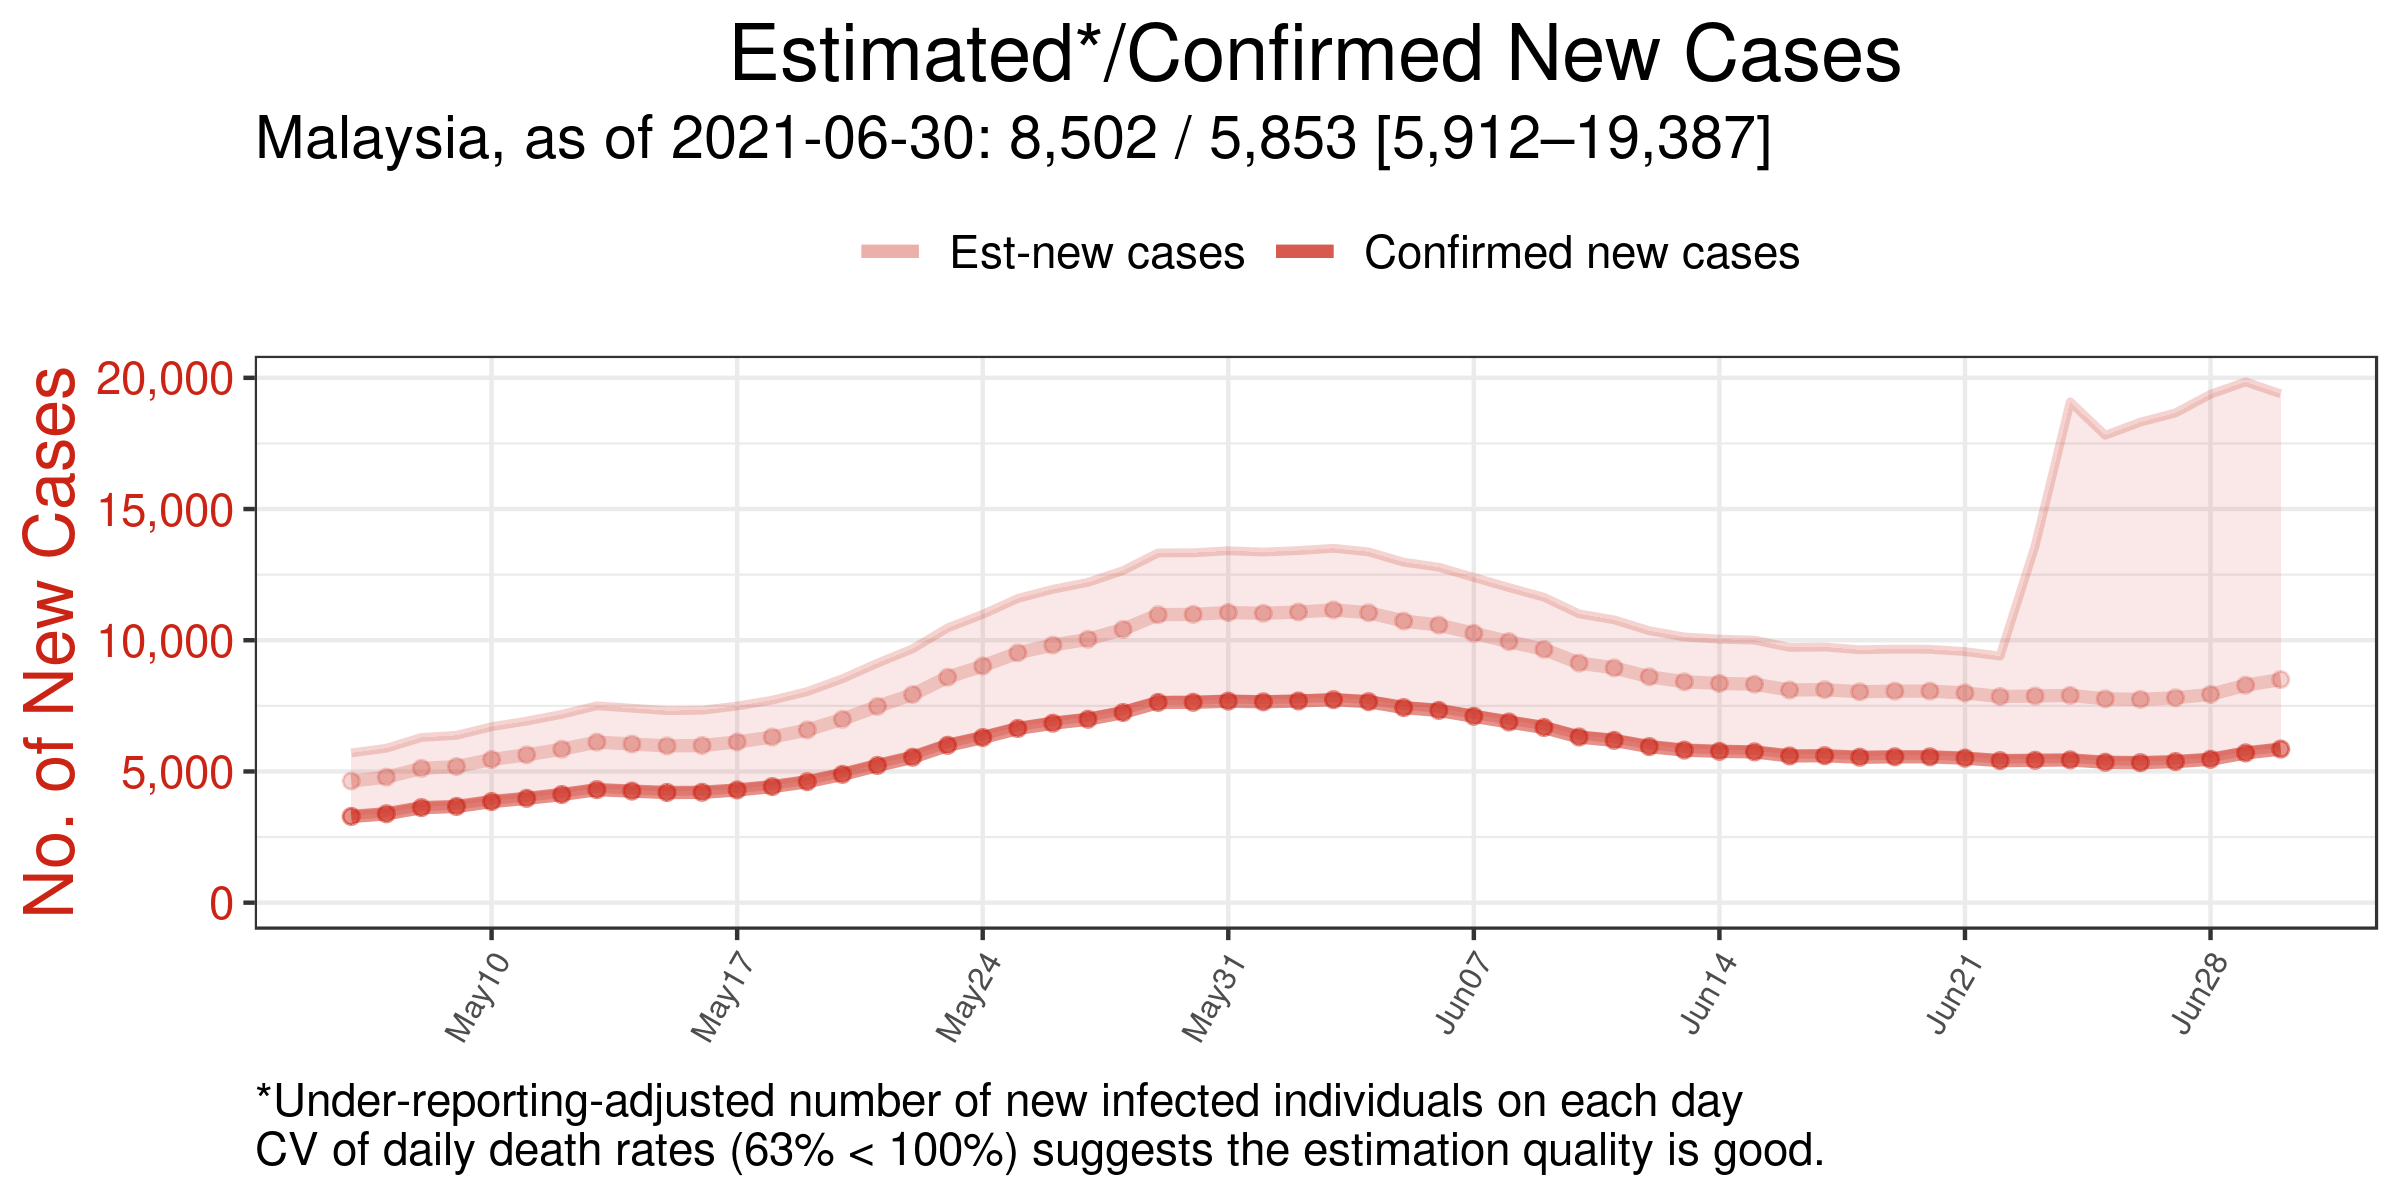 Estimated*/Confirmed New Cases
Malaysia, as of 2021-06-30: 8,502 / 5,853 [5,912–19,387]
Est-new cases
Confirmed new cases
No. of New Cases
20,000
15,000
10,000
5,000
0
May10
May17
May24
May31
Jun07
Jun14
Jun21
Jun28
*Under-reporting-adjusted number of new infected individuals on each day
CV of daily death rates (63% < 100%) suggests the estimation quality is good.